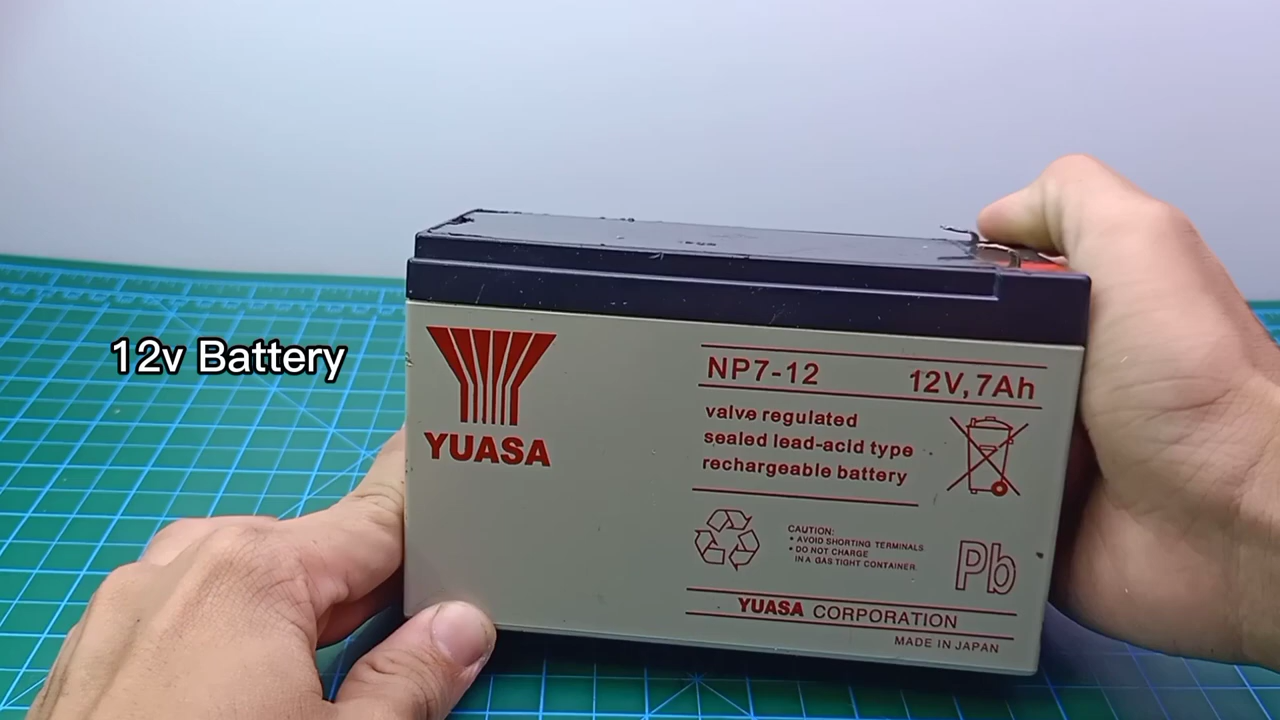 12v Battery
YUASA
NP7-12 12V,7Ah
valve regulated
sealed lead-acid type
rechargeable battery
CAUTION:
• AVOID SHORTING TERMINALS
• DO NOT CHARGE
IN A GAS TIGHT CONTAINER.
Pb
YUASA CORPORATION
MADE IN JAPAN